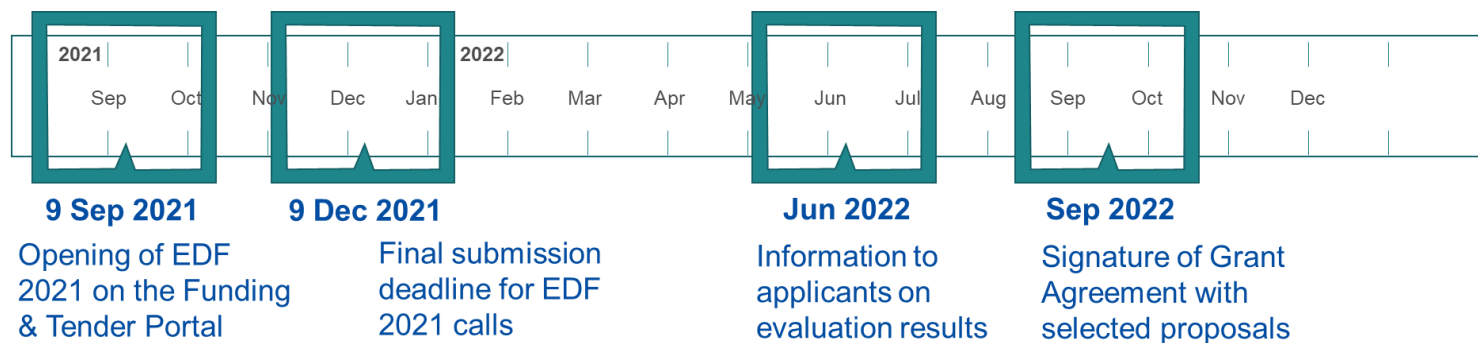 2021 2022
Sep Oct Nov Dec Jan Feb Mar Apr May Jun Jul Aug Sep Oct Nov Dec
9 Sep 2021
Opening of EDF
2021 on the Funding
& Tender Portal
9 Dec 2021
Final submission
deadline for EDF
2021 calls
Jun 2022
Information to
applicants on
evaluation results
Sep 2022
Signature of Grant
Agreement with
selected proposals